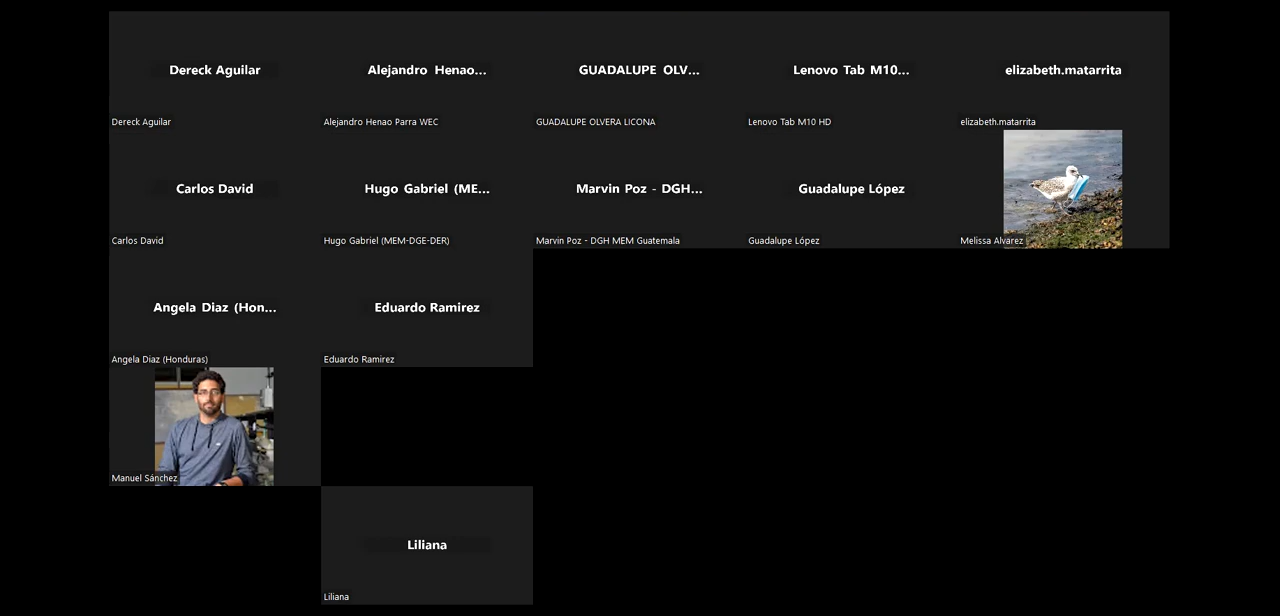 Dereck Aguilar
Alejandro Henao...
GUADALUPE OLV...
Lenovo Tab M10...
elizabeth.matarrita
Dereck Aguilar
Alejandro Henao Parra WEC
GUADALUPE OLVERA LICONA
Lenovo Tab M10 HD
elizabeth.matarrita
Carlos David
Hugo Gabriel (ME...
Marvin Poz - DGH...
Guadalupe López
Carlos David
Hugo Gabriel (MEM-DGE-DER)
Marvin Poz - DGH MEM Guatemala
Guadalupe López
Melissa Alvarez
Angela Diaz (Hon...
Eduardo Ramirez
Angela Diaz (Honduras)
Eduardo Ramirez
Manuel Sánchez
Liliana
Liliana